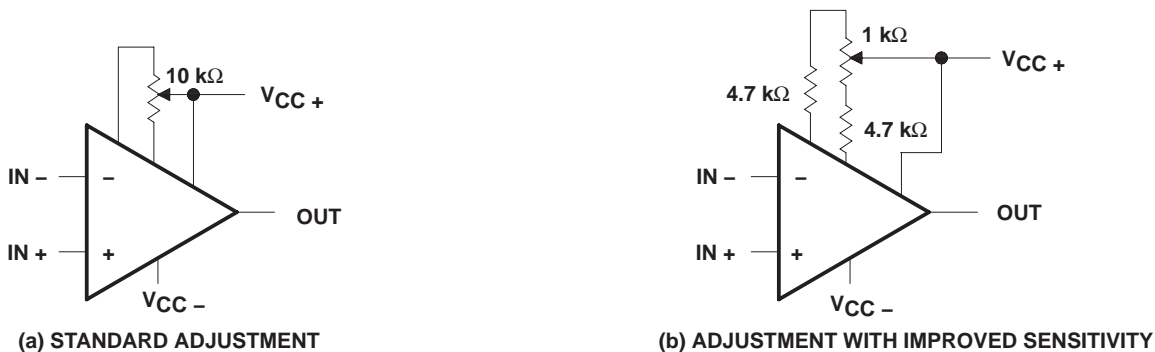 10 kΩ
VCC +
IN –
–
IN +
+
OUT
VCC –
(a) STANDARD ADJUSTMENT
1 kΩ
VCC +
4.7 kΩ
4.7 kΩ
IN –
–
IN +
+
OUT
VCC –
(b) ADJUSTMENT WITH IMPROVED SENSITIVITY